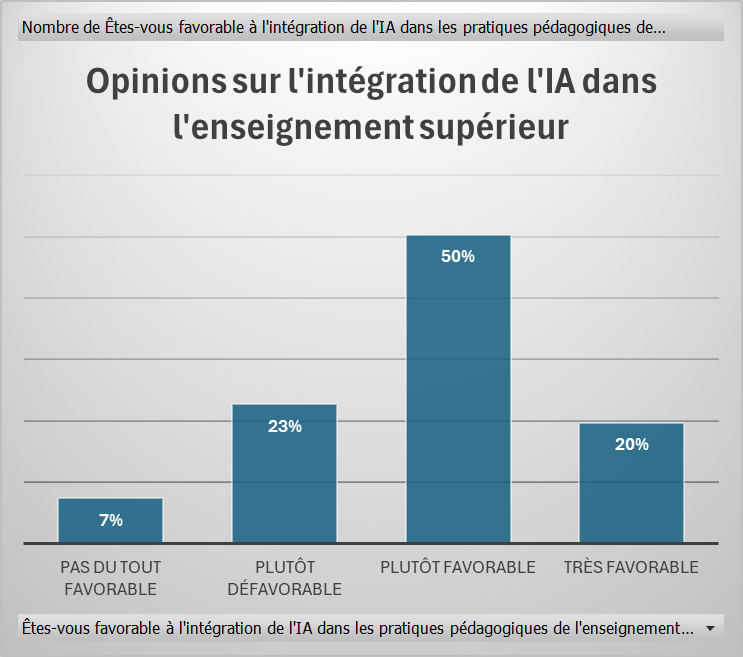 Nombre de Êtes-vous favorable à l'intégration de l'IA dans les pratiques pédagogiques de...
Opinions sur l'intégration de l'IA dans
l'enseignement supérieur
50%
23%
20%
7%
PAS DU TOUT
FAVORABLE
PLUTÔT
DÉFAVORABLE
PLUTÔT FAVORABLE
TRÈS FAVORABLE
Êtes-vous favorable à l'intégration de l'IA dans les pratiques pédagogiques de l'enseignement...